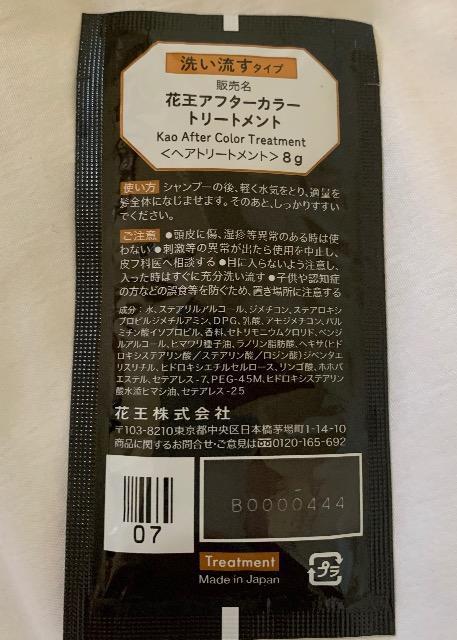 洗い流すタイプ
販売名
花王アフターカラー
トリートメント
Kao After Color Treatment
<ヘアトリートメント> 8g
使い方 シャンプーの後、軽く水気をとり、適量を
髪全体になじませます。そのあと、しっかりすすい
でください。
ご注意 ●頭皮に傷、湿疹等異常のある時は使
わない ●刺激等の異常が出たら使用を中止し、
皮フ科医へ相談する ●目に入らないよう注意し、
入った時はすぐに充分洗い流す ●子供や認知症
の方などの誤食等を防ぐため、置き場所に注意する
成分：水、ステアリルアルコール、ジメチコン、ステアロキシ
プロピルジメチルアミン、DPG、乳酸、アモジメチコン、パル
ミチン酸イソプロピル、香料、セトリモニウムクロリド、ベンジ
ルアルコール、ヒマワリ種子油、ラノリン脂肪酸、ヘキサ(ヒド
ロキシステアリン酸／ステアリン酸／ロジン酸)ジペンタエ
リスリチル、ヒドロキシエチルセルロース、リンゴ酸、ホホバ
エステル、セテアレス-7、PEG-45M、ヒドロキシステアリン
酸水添ヒマシ油、セテアレス-25
花王株式会社
〒103-8210東京都中央区日本橋茅場町1-14-10
商品に関するお問合せ・ご意見は 0120-165-692
07
B0000444
Treatment
Made in Japan
プラ